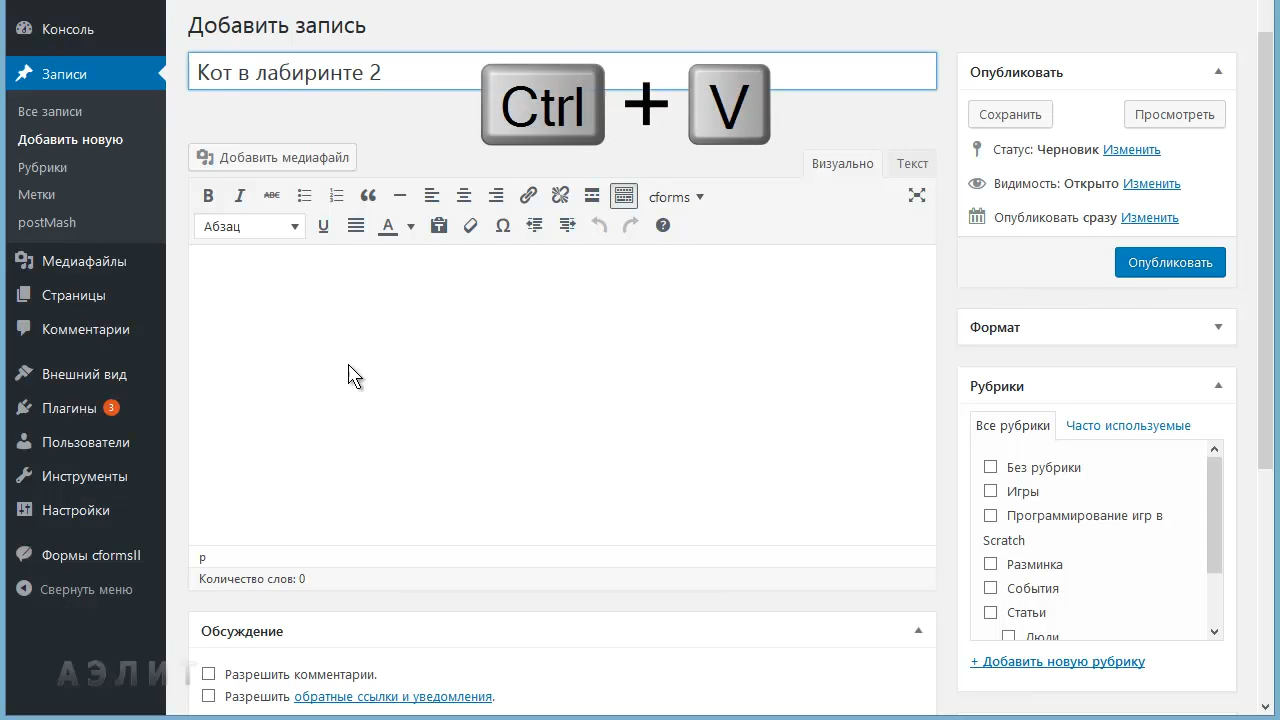 Консоль
Записи
Все записи
Добавить новую
Рубрики
Метки
postMash
Медиафайлы
Страницы
Комментарии
Внешний вид
Плагины 3
Пользователи
Инструменты
Настройки
Формы cformsII
Свернуть меню
АЭЛИТ
Добавить запись
Кот в лабиринте 2
Ctrl + V
Добавить медиафайл
Визуально Текст
B I ABC cforms
Абзац U A Ω
p
Количество слов: 0
Обсуждение
Разрешить комментарии.
Разрешить обратные ссылки и уведомления.
Опубликовать
Сохранить Просмотреть
Статус: Черновик Изменить
Видимость: Открыто Изменить
Опубликовать сразу Изменить
Опубликовать
Формат
Рубрики
Все рубрики Часто используемые
Без рубрики
Игры
Программирование игр в
Scratch
Разминка
События
Статьи
Люди
+ Добавить новую рубрику